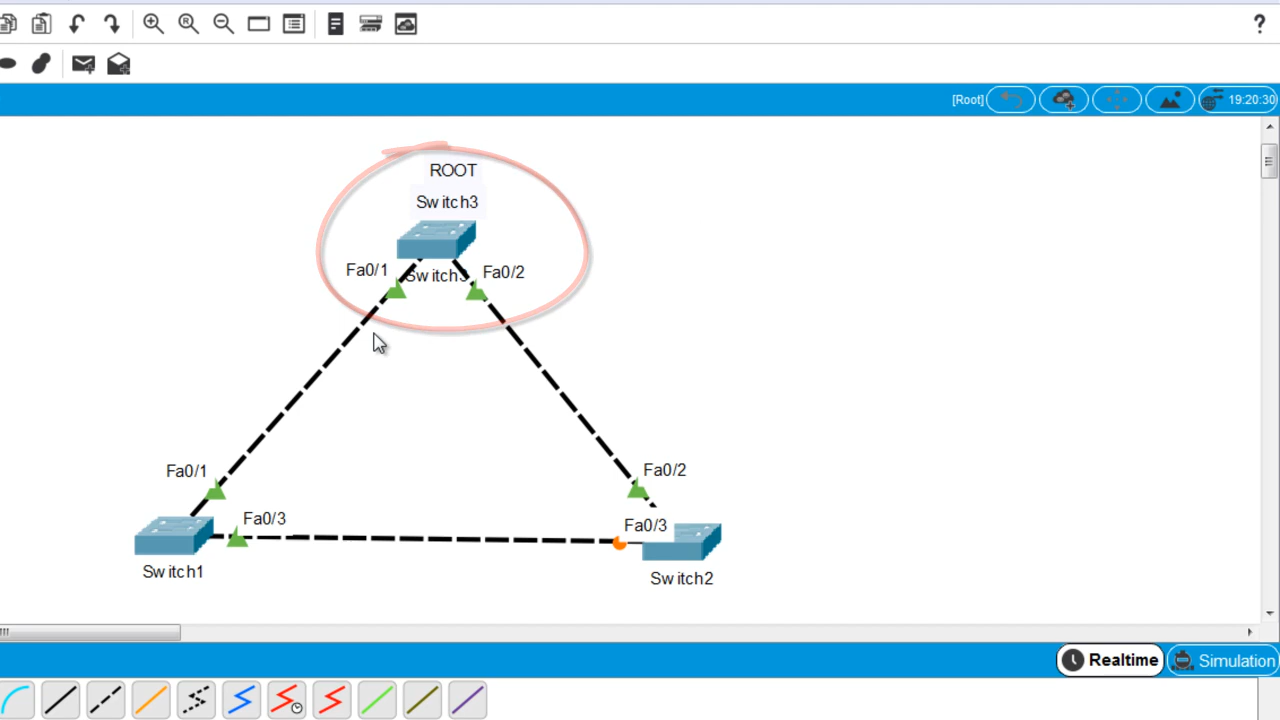 ?
[Root]
19:20:30
ROOT
Switch3
Fa0/1
Switch3
Fa0/2
Fa0/1
Fa0/2
Fa0/3
Fa0/3
Switch1
Switch2
Realtime
Simulation